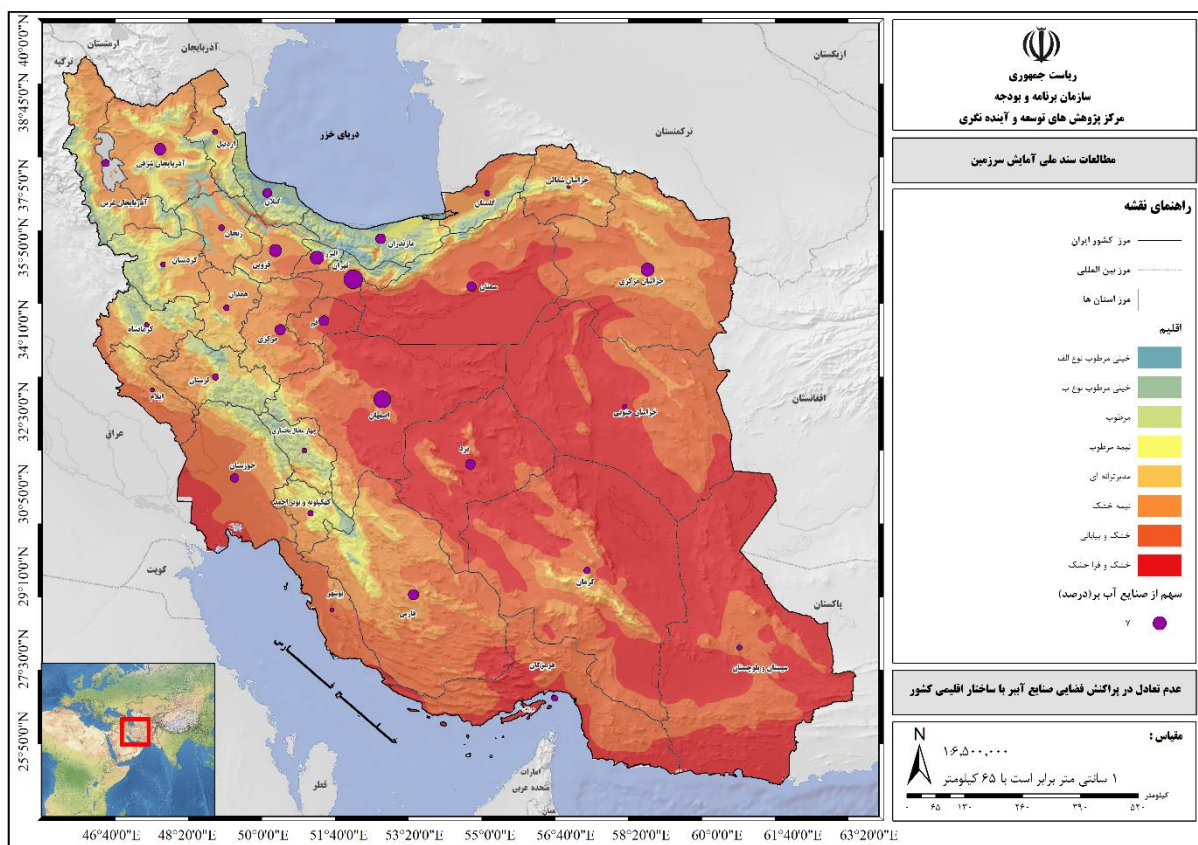 ریاست جمهوری
سازمان برنامه و بودجه
مرکز پژوهش های توسعه و آینده نگری
مطالعات سند ملی آمایش سرزمین
راهنمای نقشه
مرز کشور ایران
مرز بین المللی
مرز استان ها
اقلیم
خیلی مرطوب نوع الف
خیلی مرطوب نوع ب
مرطوب
نیمه مرطوب
مدیترانه ای
نیمه خشک
خشک و بیابانی
خشک و فرا خشک
سهم از صنایع آب بر(درصد)
۷
عدم تعادل در پراکنش فضایی صنایع آببر با ساختار اقلیمی کشور
مقیاس :
N
۱:۶,۵۰۰,۰۰۰
۱ سانتی متر برابر است با ۶۵ کیلومتر
کیلومتر
۰ ۶۵ ۱۳۰ ۲۶۰ ۳۹۰ ۵۲۰
ارمنستان
آذربایجان
ترکیه
ازبکستان
ترکمنستان
افغانستان
پاکستان
عراق
کویت
قطر
امارات
متحده عربی
عمان
دریای خزر
خلیج فارس
اردبیل
آذربایجان شرقی
آذربایجان غربی
گیلان
زنجان
کردستان
قزوین
البرز
تهران
مازندران
گلستان
خراسان شمالی
خراسان مرکزی
سمنان
همدان
کرمانشاه
مرکزی
قم
لرستان
ایلام
اصفهان
خراسان جنوبی
چهار محال بختیاری
یزد
خوزستان
کهگیلویه و بویر احمد
کرمان
فارس
بوشهر
هرمزگان
سیستان و بلوچستان
40°0'0"N
38°45'0"N
37°5'0"N
35°50'0"N
34°10'0"N
32°30'0"N
30°50'0"N
29°10'0"N
27°30'0"N
25°50'0"N
46°40'0"E 48°20'0"E 50°0'0"E 51°40'0"E 53°20'0"E 55°0'0"E 56°40'0"E 58°20'0"E 60°0'0"E 61°40'0"E 63°20'0"E